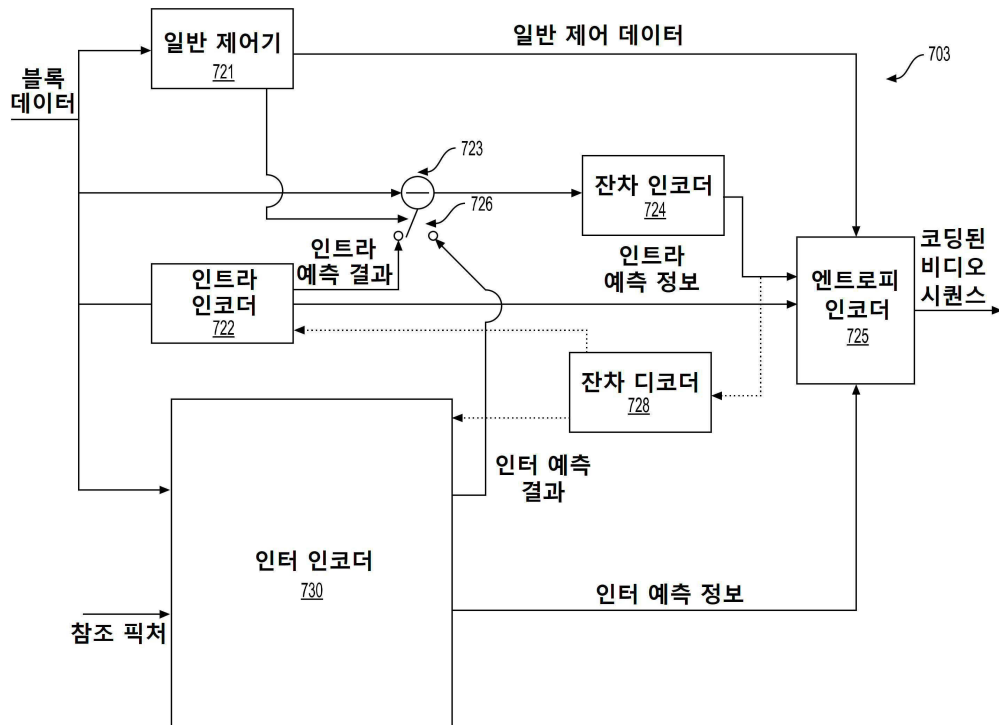 일반 제어기
721
일반 제어 데이터
703
블록
데이터
723
726
잔차 인코더
724
인트라
예측 결과
인트라
예측 정보
인트라
인코더
722
엔트로피
인코더
725
코딩된
비디오
시퀀스
잔차 디코더
728
인터 예측
결과
인터 인코더
730
인터 예측 정보
참조 픽처